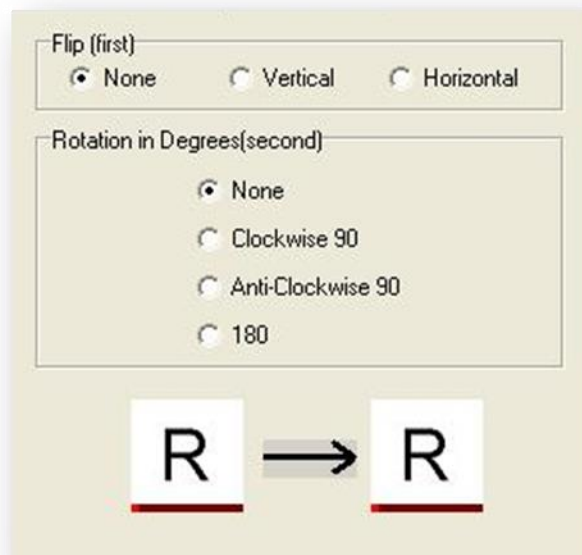 Flip (first)
None Vertical Horizontal
Rotation in Degrees(second)
None
Clockwise 90
Anti-Clockwise 90
180
R R